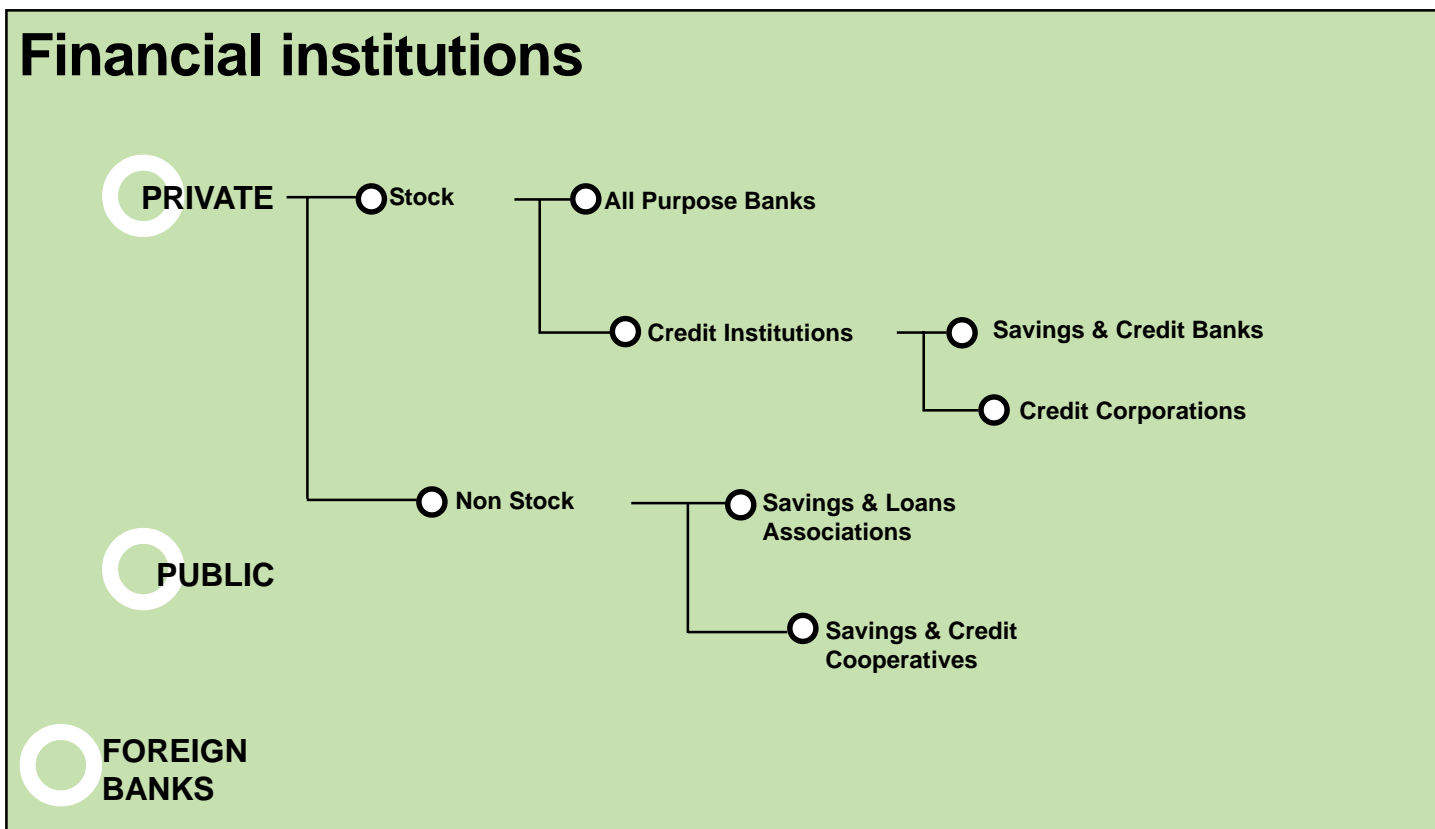 Financial institutions
PRIVATE
Stock
All Purpose Banks
Credit Institutions
Savings & Credit Banks
Credit Corporations
Non Stock
Savings & Loans
Associations
Savings & Credit
Cooperatives
PUBLIC
FOREIGN
BANKS